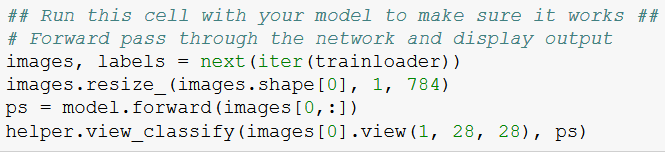 ## Run this cell with your model to make sure it works ##
# Forward pass through the network and display output
images, labels = next(iter(trainloader))
images.resize_(images.shape[0], 1, 784)
ps = model.forward(images[0,:])
helper.view_classify(images[0].view(1, 28, 28), ps)